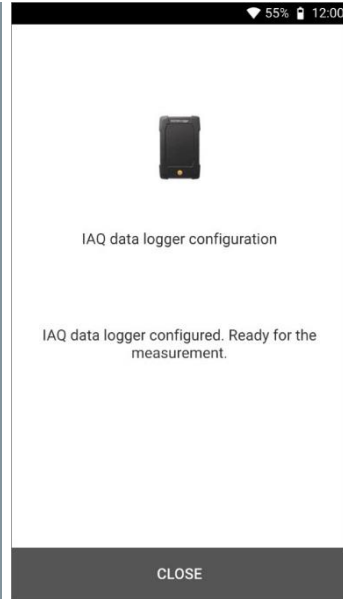 55% 12:00
IAQ data logger configuration
IAQ data logger configured. Ready for the
measurement.
CLOSE